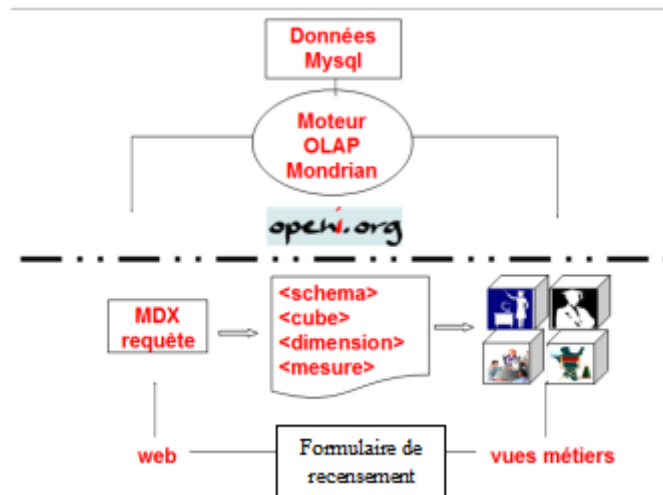 Données
Mysql
Moteur
OLAP
Mondrian
openi.org
MDX
requête
<schema>
<cube>
<dimension>
<mesure>
web
Formulaire de
recensement
vues métiers